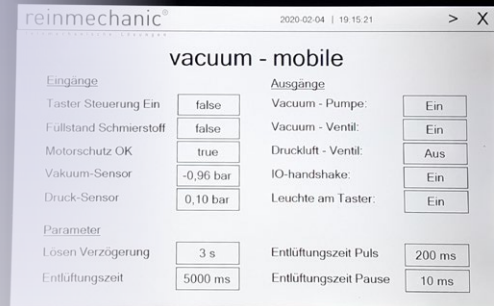 reinmechanic®
2020-02-04 | 19:15:21 > X
vacuum - mobile
Eingänge Ausgänge
Taster Steuerung Ein false Vacuum - Pumpe: Ein
Füllstand Schmierstoff false Vacuum - Ventil: Ein
Motorschutz OK true Druckluft - Ventil: Aus
Vakuum-Sensor -0,96 bar IO-handshake: Ein
Druck-Sensor 0,10 bar Leuchte am Taster: Ein
Parameter
Lösen Verzögerung 3 s Entlüftungszeit Puls 200 ms
Entlüftungszeit 5000 ms Entlüftungszeit Pause 10 ms